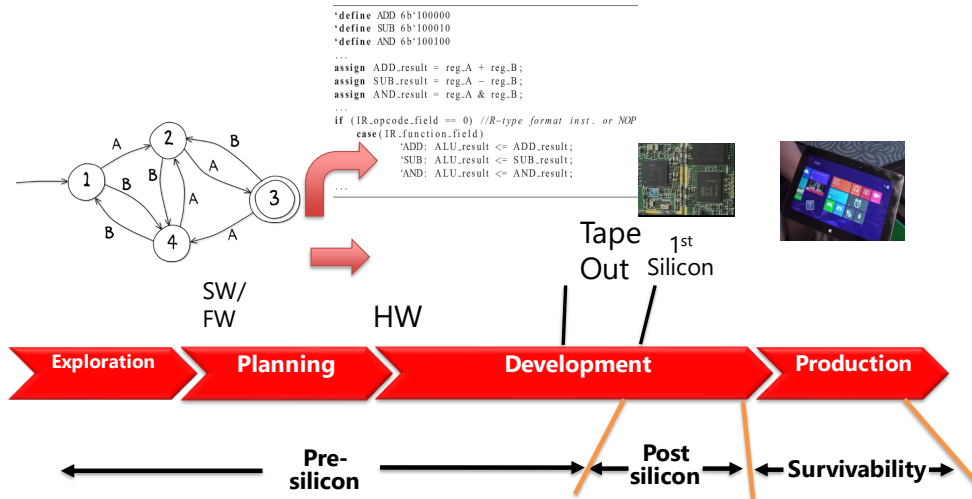 ‘define ADD 6b‘100000
‘define SUB 6b‘100010
‘define AND 6b‘100100
...
assign ADD_result = reg_A + reg_B;
assign SUB_result = reg_A − reg_B;
assign AND_result = reg_A & reg_B;
...
if (IR_opcode_field == 0) //R−type format inst. or NOP
case(IR_function_field)
‘ADD: ALU_result <= ADD_result;
‘SUB: ALU_result <= SUB_result;
‘AND: ALU_result <= AND_result;
...
1
2
3
4
A
B
B
A
B
A
B
A
Tape
Out
1st
Silicon
SW/
FW
HW
Exploration
Planning
Development
Production
Pre-
silicon
Post
silicon
Survivability